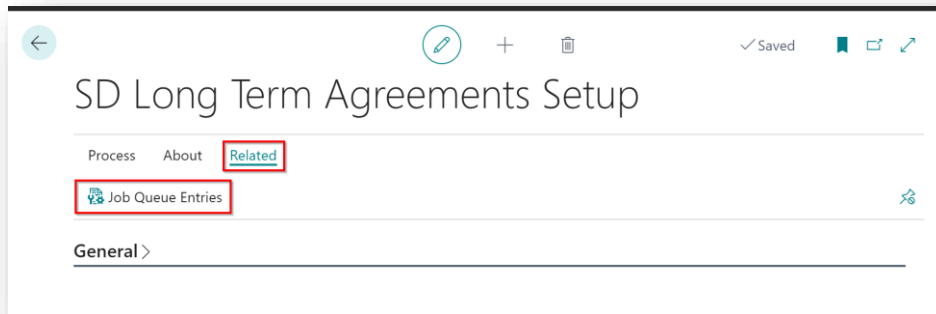 Saved
SD Long Term Agreements Setup
Process About Related
Job Queue Entries
General